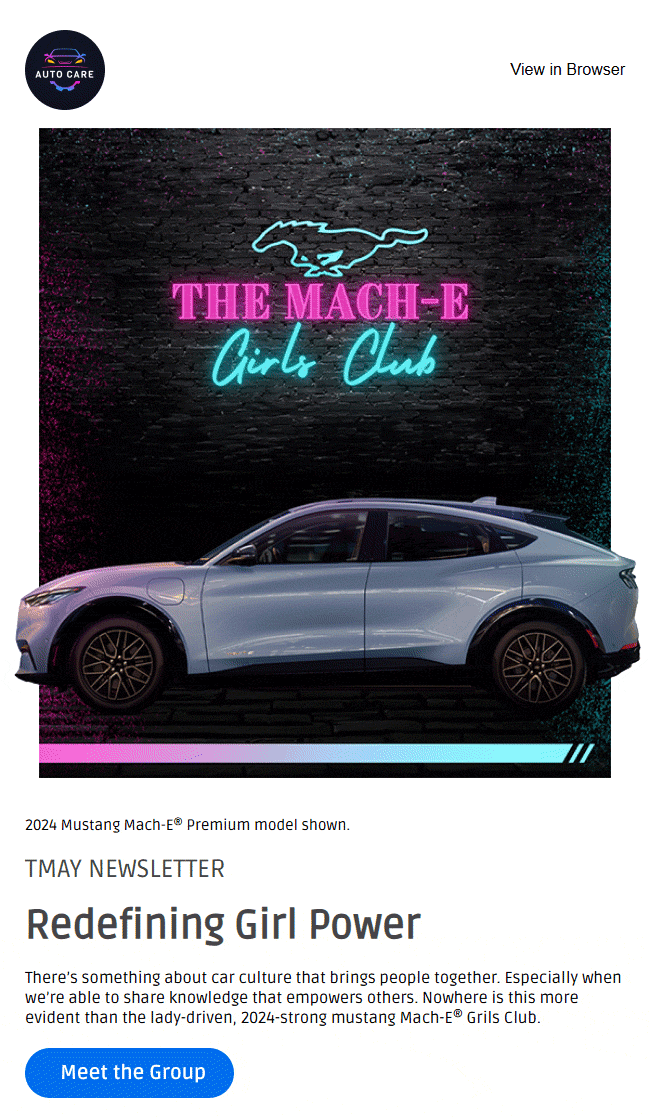 AUTO CARE
View in Browser
THE MACH-E
Girls Club
2024 Mustang Mach-E® Premium model shown.
TMAY NEWSLETTER
Redefining Girl Power
There's something about car culture that brings people together. Especially when
we're able to share knowledge that empowers others. Nowhere is this more
evident than the lady-driven, 2024-strong mustang Mach-E® Grils Club.
Meet the Group